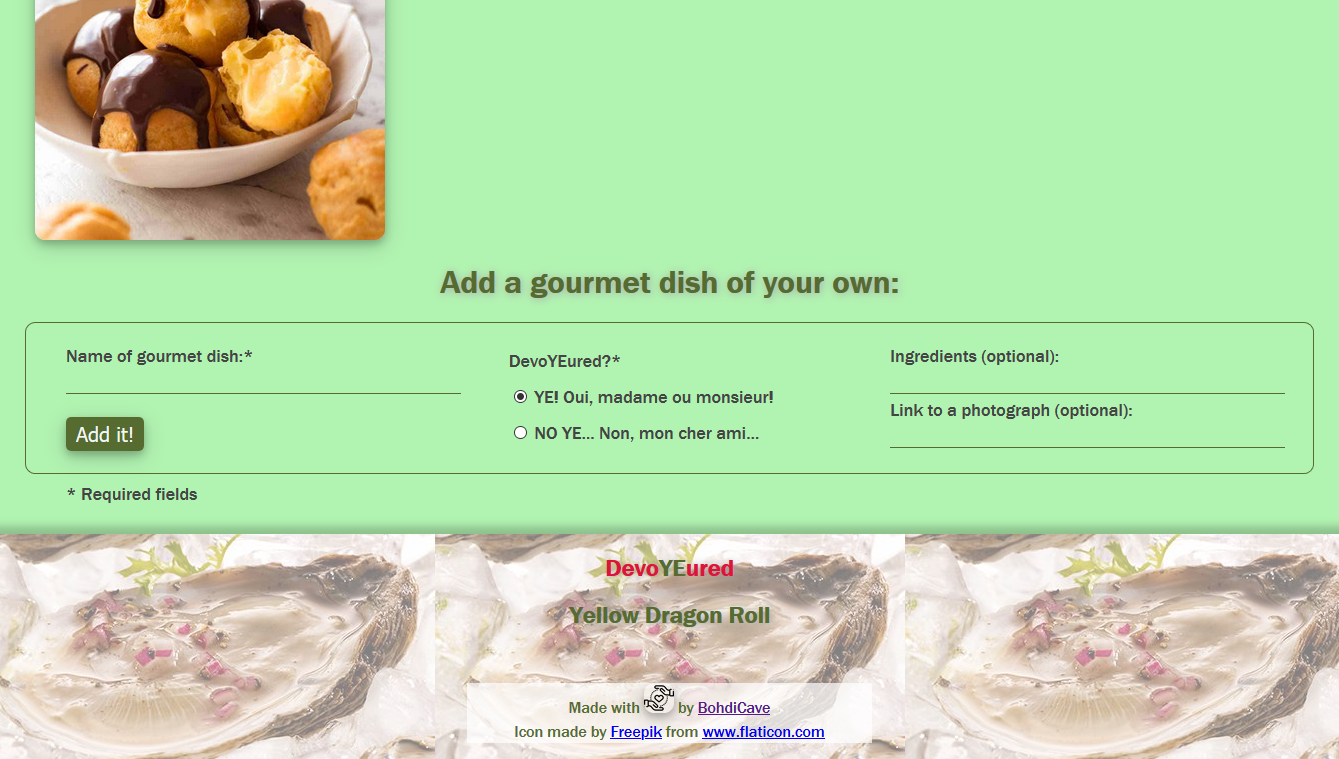 Add a gourmet dish of your own:
Name of gourmet dish:*
Add it!
DevoYEured?*
YE! Oui, madame ou monsieur!
NO YE... Non, mon cher ami...
Ingredients (optional):
Link to a photograph (optional):
* Required fields
DevoYEured
Yellow Dragon Roll
Made with by BohdiCave
Icon made by Freepik from www.flaticon.com